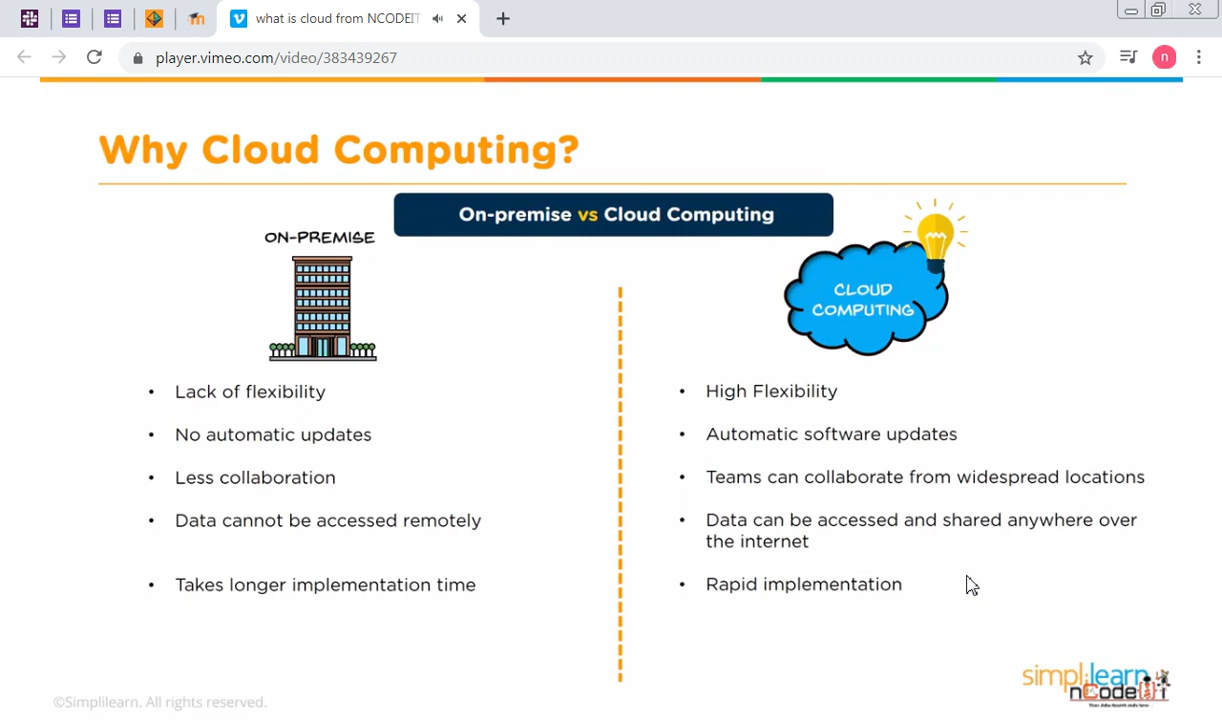 what is cloud from NCODEIT
player.vimeo.com/video/383439267
n
Why Cloud Computing?
On-premise vs Cloud Computing
ON-PREMISE
CLOUD
COMPUTING
• Lack of flexibility
• No automatic updates
• Less collaboration
• Data cannot be accessed remotely
• Takes longer implementation time
• High Flexibility
• Automatic software updates
• Teams can collaborate from widespread locations
• Data can be accessed and shared anywhere over
the internet
• Rapid implementation
©Simplilearn. All rights reserved.
simplilearn
nCode